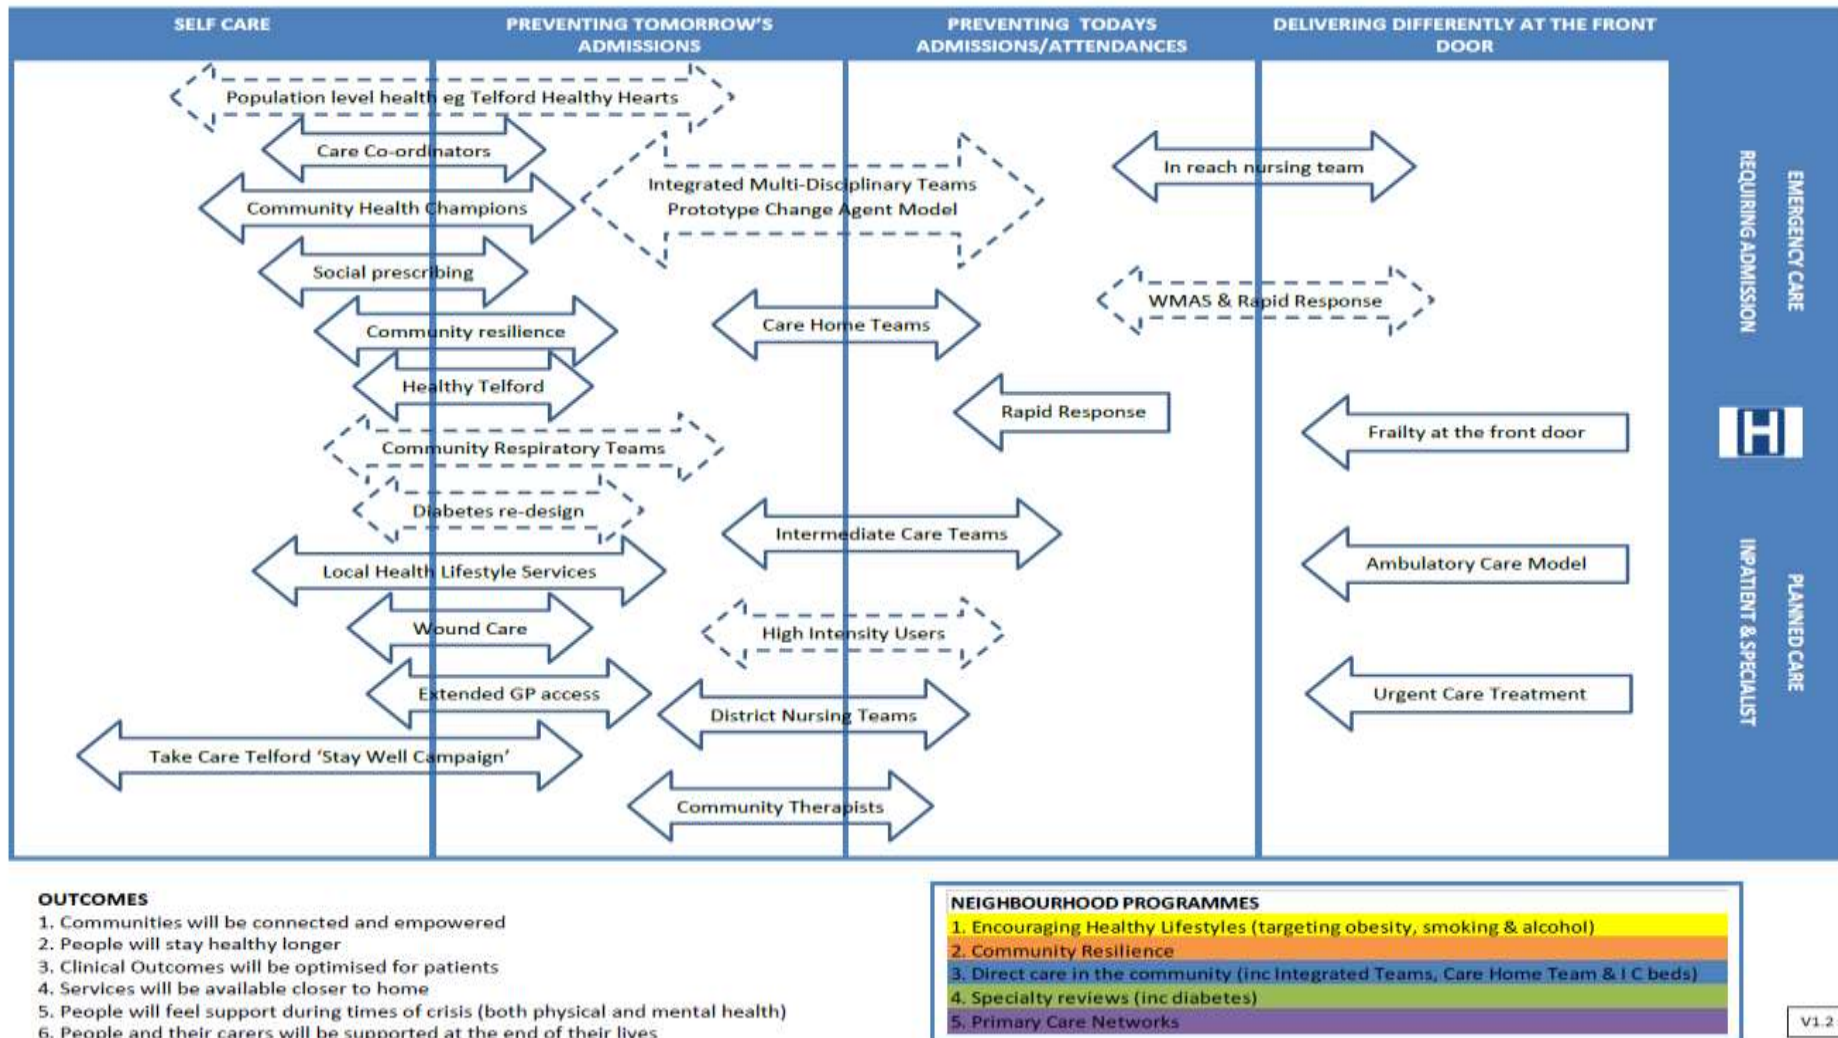 SELF CARE
PREVENTING TOMORROW'S
ADMISSIONS
PREVENTING TODAYS
ADMISSIONS/ATTENDANCES
DELIVERING DIFFERENTLY AT THE FRONT
DOOR
Population level health eg Telford Healthy Hearts
Care Co-ordinators
Community Health Champions
Social prescribing
Community resilience
Healthy Telford
Community Respiratory Teams
Diabetes re-design
Local Health Lifestyle Services
Wound Care
Extended GP access
Take Care Telford 'Stay Well Campaign'
Integrated Multi-Disciplinary Teams
Prototype Change Agent Model
Care Home Teams
Intermediate Care Teams
High Intensity Users
District Nursing Teams
Community Therapists
In reach nursing team
WMAS & Rapid Response
Rapid Response
Frailty at the front door
Ambulatory Care Model
Urgent Care Treatment
EMERGENCY CARE
REQUIRING ADMISSION
H
PLANNED CARE
INPATIENT & SPECIALIST
OUTCOMES
1. Communities will be connected and empowered
2. People will stay healthy longer
3. Clinical Outcomes will be optimised for patients
4. Services will be available closer to home
5. People will feel support during times of crisis (both physical and mental health)
6. People and their carers will be supported at the end of their lives
NEIGHBOURHOOD PROGRAMMES
1. Encouraging Healthy Lifestyles (targeting obesity, smoking & alcohol)
2. Community Resilience
3. Direct care in the community (inc Integrated Teams, Care Home Team & I C beds)
4. Specialty reviews (inc diabetes)
5. Primary Care Networks
V1.2